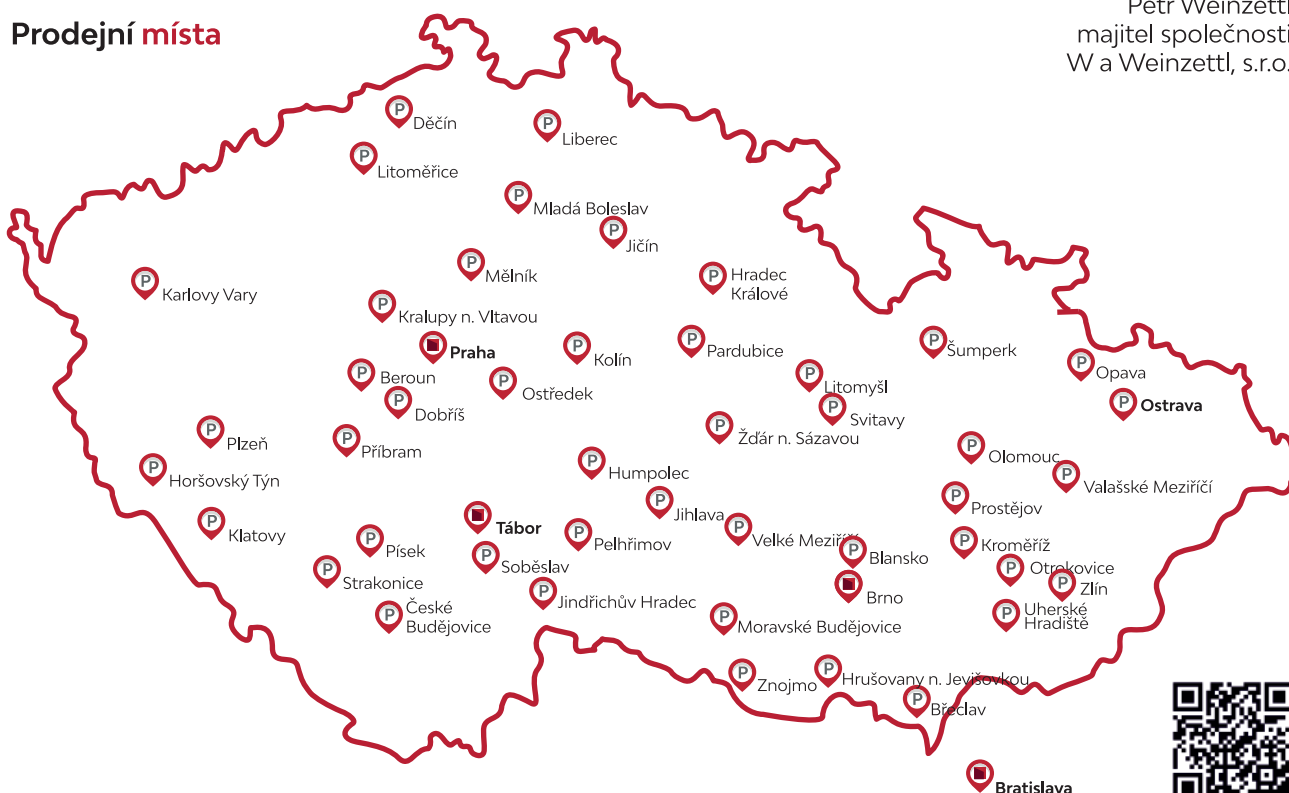 Petr Weinzettl
majitel společnosti
W a Weinzettl, s.r.o.
Prodejní místa
P Děčín
P Liberec
P Litoměřice
P Mladá Boleslav
P Jičín
P Mělník
P Hradec
Králové
P Karlovy Vary
P Kralupy n. Vltavou
Praha
P Kolín
P Pardubice
P Šumperk
P Opava
P Beroun
P Ostředek
P Litomyšl
P Dobříš
P Svitavy
P Ostrava
P Plzeň
P Příbram
P Žďár n. Sázavou
P Olomouc
P Horšovský Týn
P Humpolec
P Valašské Meziříčí
P Jihlava
P Prostějov
P Klatovy
Tábor
P Písek
P Pelhřimov
P Velké Meziříčí
P Blansko
P Kroměříž
P Soběslav
P Strakonice
P Otrokovice
P Zlín
Brno
P Jindřichův Hradec
P České
Budějovice
P Moravské Budějovice
P Uherské
Hradiště
P Znojmo
P Hrušovany n. Jevišovkou
P Břeclav
Bratislava